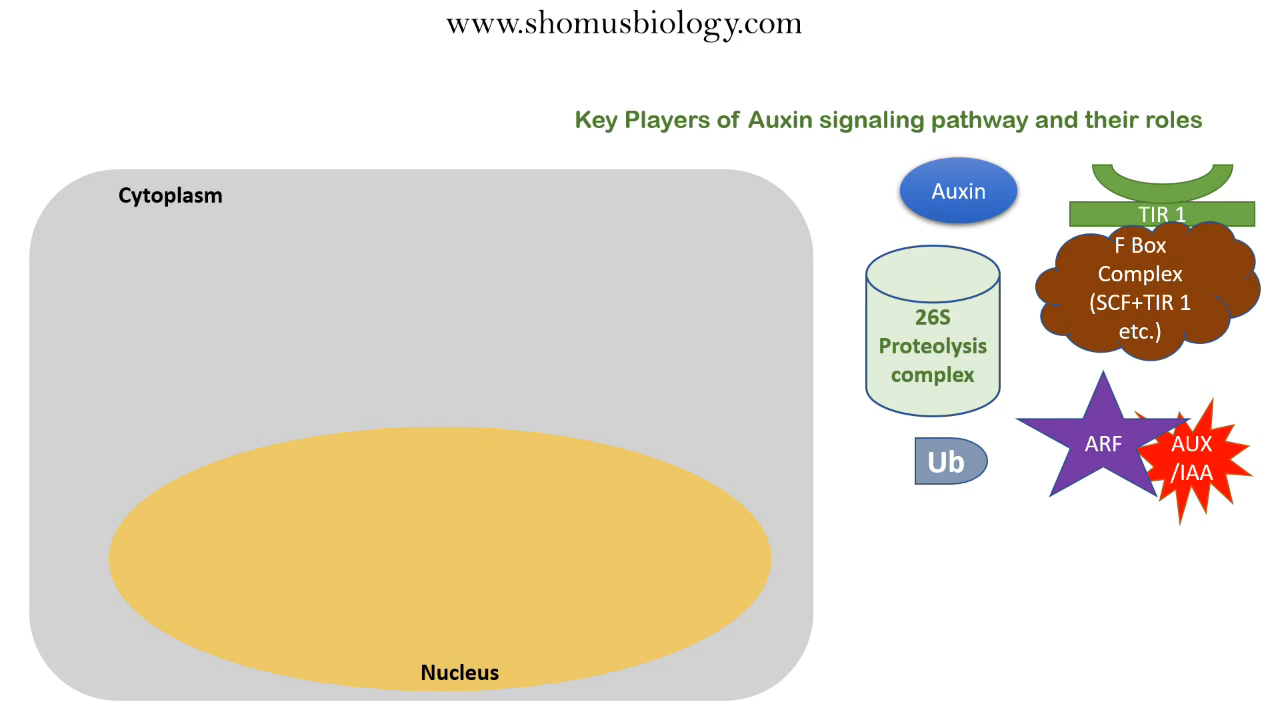 www.shomusbiology.com
Key Players of Auxin signaling pathway and their roles
Cytoplasm
Auxin
TIR 1
F Box
Complex
(SCF+TIR 1
etc.)
26S
Proteolysis
complex
ARF
AUX
/IAA
Ub
Nucleus